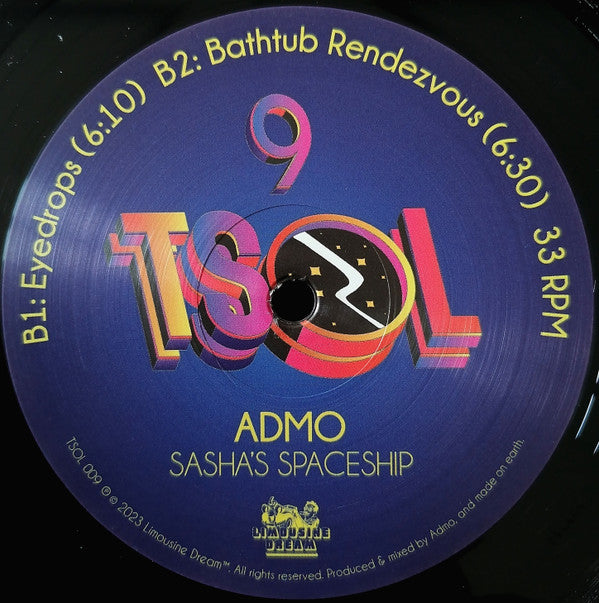 B1: Eyedrops (6:10) B2: Bathtub Rendezvous (6:30) 33 RPM
9
TSOL
ADMO
SASHA'S SPACESHIP
LIMOUSINE
DREAM
TSOL 009 ℗ © 2023 Limousine Dream™. All rights reserved. Produced & mixed by Admo, and made on earth.